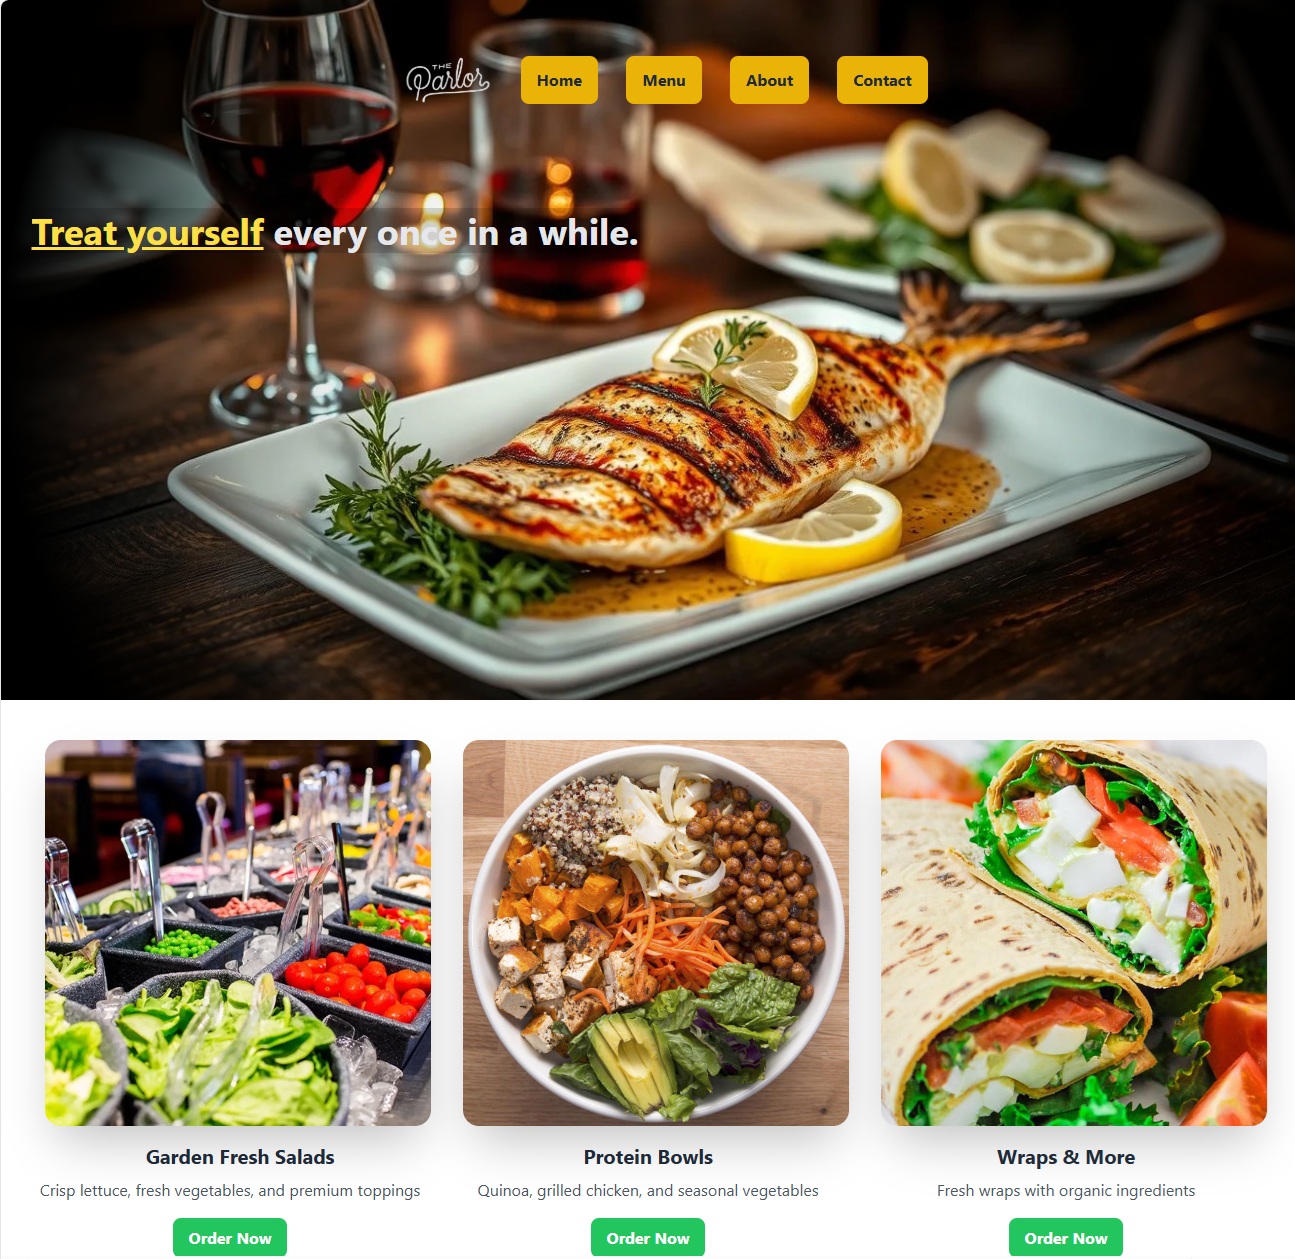 THE
Parlor
Home
Menu
About
Contact
Treat yourself every once in a while.
Garden Fresh Salads
Protein Bowls
Wraps & More
Crisp lettuce, fresh vegetables, and premium toppings
Quinoa, grilled chicken, and seasonal vegetables
Fresh wraps with organic ingredients
Order Now
Order Now
Order Now